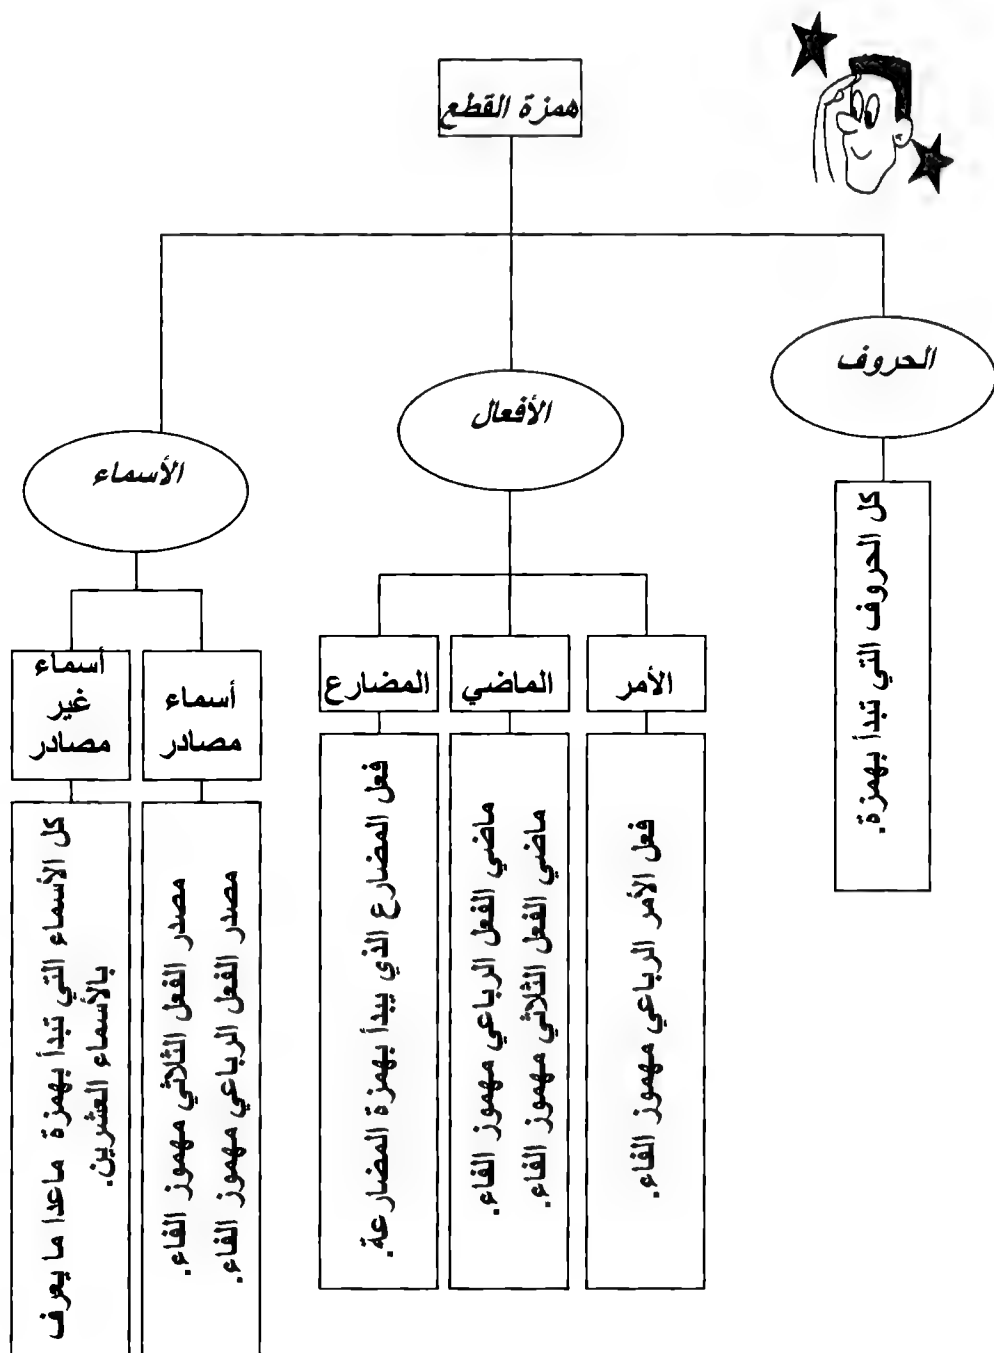 همزة القطع
الحروف
كل الحروف التي تبدأ بهمزة.
الأفعال
الأمر
فعل الأمر الرباعي مهموز الفاء.
الماضي
ماضي الفعل الرباعي مهموز الفاء.
ماضي الفعل الثلاثي مهموز الفاء.
المضارع
فعل المضارع الذي يبدأ بهمزة المضارعة.
الأسماء
أسماء
مصادر
مصدر الفعل الثلاثي مهموز الفاء.
مصدر الفعل الرباعي مهموز الفاء.
أسماء
غير
مصادر
كل الأسماء التي تبدأ بهمزة ماعدا ما يعرف
بالأسماء العشرين.